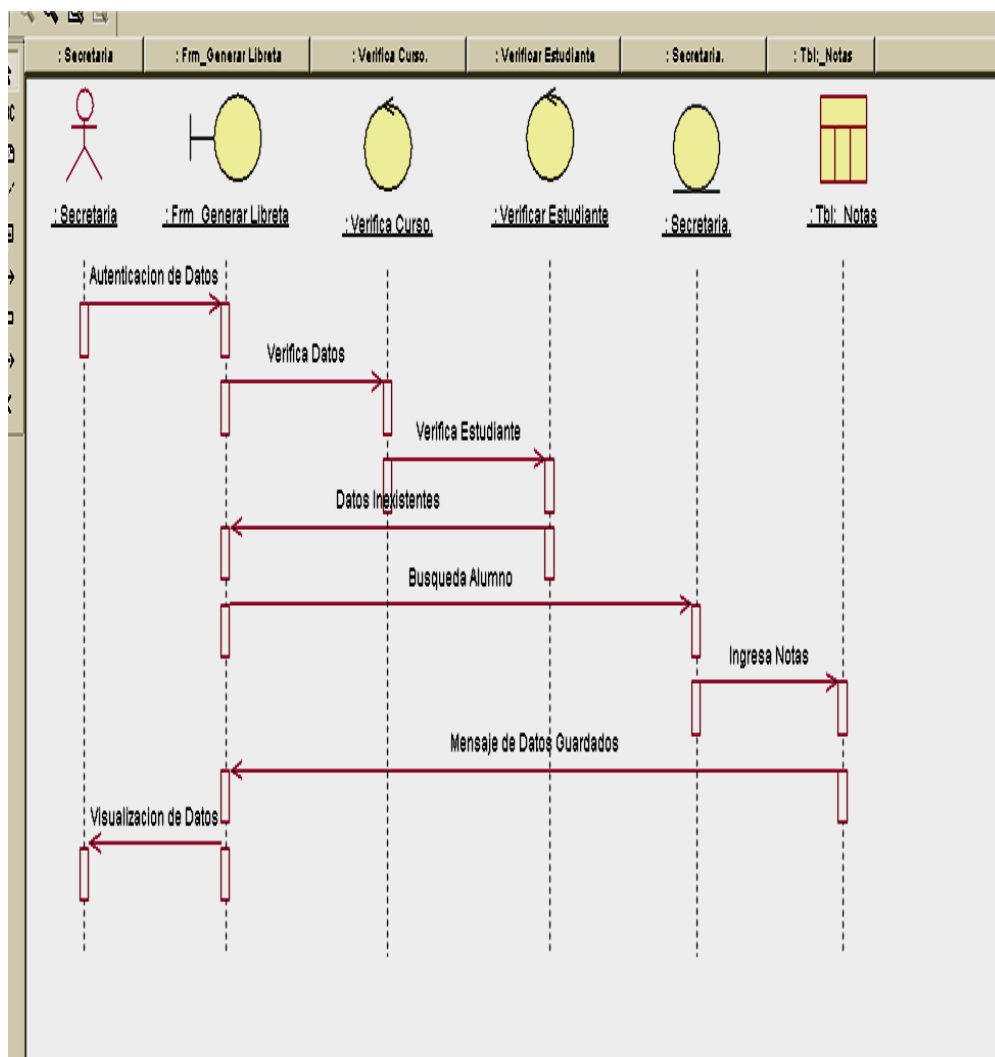 : Secretaria
: Frm_Generar Libreta
: Verifica Curso.
: Verificar Estudiante
: Secretaria.
: Tbl:_Notas
: Secretaria
: Frm_Generar Libreta
: Verifica Curso.
: Verificar Estudiante
: Secretaria.
: Tbl:_Notas
Autenticacion de Datos
Verifica Datos
Verifica Estudiante
Datos Inexistentes
Busqueda Alumno
Ingresa Notas
Mensaje de Datos Guardados
Visualizacion de Datos